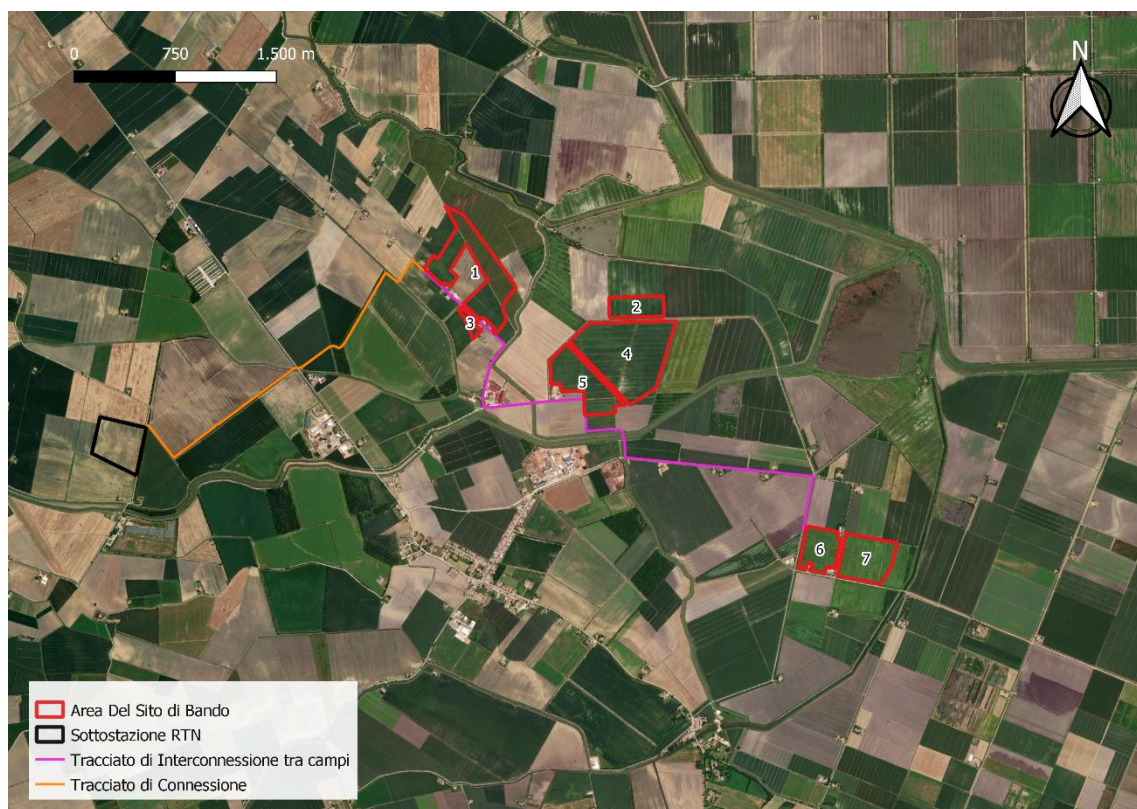 0 750 1.500 m
N
1
2
3
4
5
6
7
Area Del Sito di Bando
Sottostazione RTN
Tracciato di Interconnessione tra campi
Tracciato di Connessione